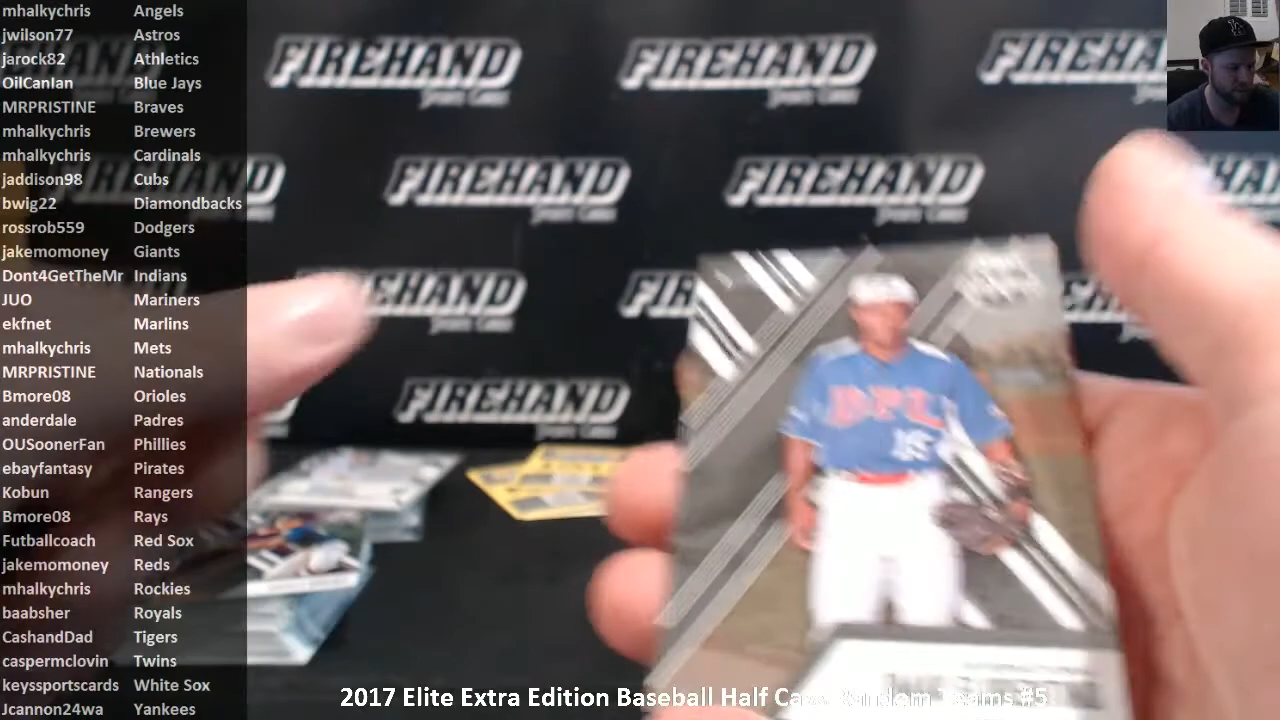 mhalkychris Angels
jwilson77 Astros
jarock82 Athletics
OilCanIan Blue Jays
MRPRISTINE Braves
mhalkychris Brewers
mhalkychris Cardinals
jaddison98 Cubs
bwig22 Diamondbacks
rossrob559 Dodgers
jakemomoney Giants
Dont4GetTheMr Indians
JUO Mariners
ekfnet Marlins
mhalkychris Mets
MRPRISTINE Nationals
Bmore08 Orioles
anderdale Padres
OUSoonerFan Phillies
ebayfantasy Pirates
Kobun Rangers
Bmore08 Rays
Futballcoach Red Sox
jakemomoney Reds
mhalkychris Rockies
baabsher Royals
CashandDad Tigers
caspermclovin Twins
keyssportscards White Sox
Jcannon24wa Yankees
FIREHAND FIREHAND FIREHAND
FIREHAND FIREHAND
FIREHAND
FIREHAND
DPL
15
2017 Elite Extra Edition Baseball Half Case Random Teams #5